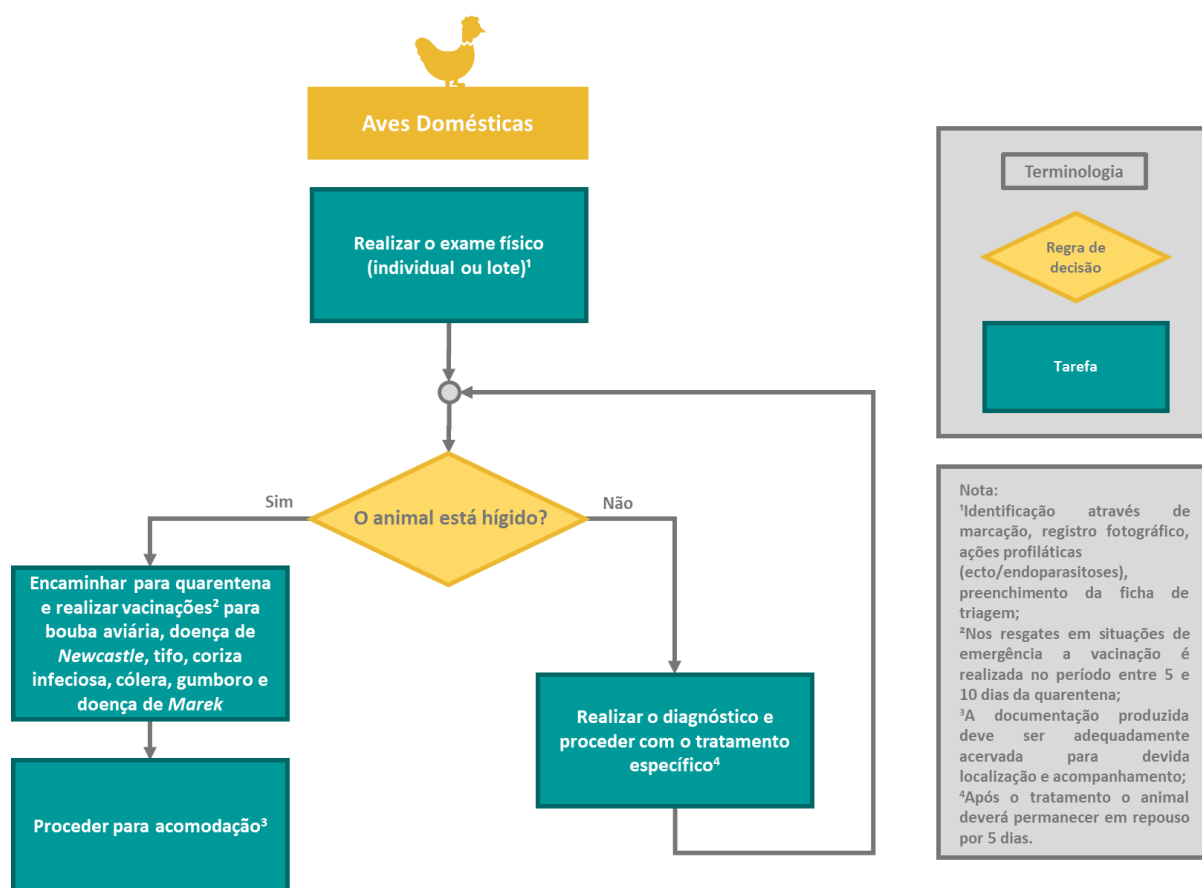 Aves Domésticas
Realizar o exame físico
(individual ou lote)¹
O animal está hígido?
Sim
Não
Encaminhar para quarentena
e realizar vacinações² para
bouba aviária, doença de
Newcastle, tifo, coriza
infeciosa, cólera, gumboro e
doença de Marek
Proceder para acomodação³
Realizar o diagnóstico e
proceder com o tratamento
específico⁴
Terminologia
Regra de
decisão
Tarefa
Nota:
¹Identificação através de
marcação, registro fotográfico,
ações profiláticas
(ecto/endoparasitoses),
preenchimento da ficha de
triagem;
²Nos resgates em situações de
emergência a vacinação é
realizada no período entre 5 e
10 dias da quarentena;
³A documentação produzida
deve ser adequadamente
acervada para devida
localização e acompanhamento;
⁴Após o tratamento o animal
deverá permanecer em repouso
por 5 dias.